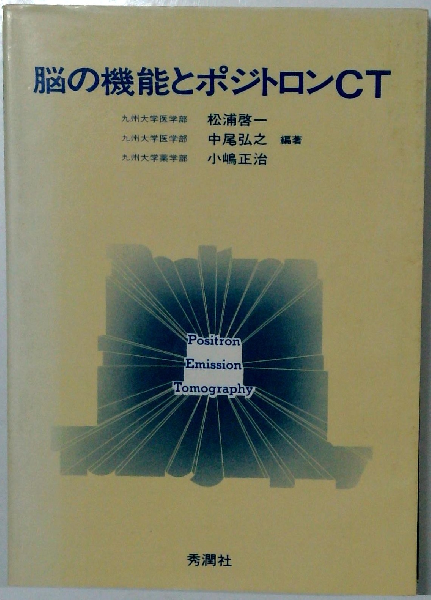 脳の機能とポジトロンCT
九州大学医学部 松浦啓一
九州大学医学部 中尾弘之 編著
九州大学薬学部 小嶋正治
Positron
Emission
Tomography
秀潤社